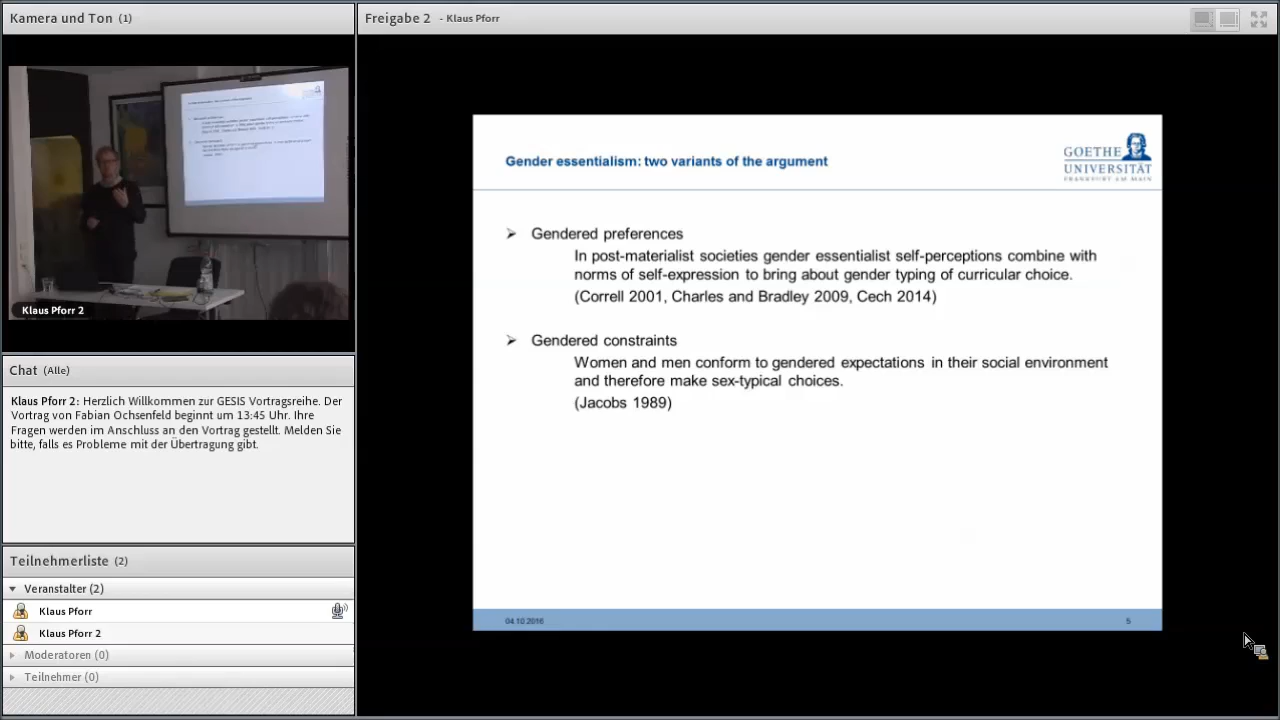 Kamera und Ton (1)
Klaus Pforr 2
Chat (Alle)
Klaus Pforr 2: Herzlich Willkommen zur GESIS Vortragsreihe. Der
Vortrag von Fabian Ochsenfeld beginnt um 13:45 Uhr. Ihre
Fragen werden im Anschluss an den Vortrag gestellt. Melden Sie
bitte, falls es Probleme mit der Übertragung gibt.
Teilnehmerliste (2)
Veranstalter (2)
Klaus Pforr
Klaus Pforr 2
Moderatoren (0)
Teilnehmer (0)
Freigabe 2 - Klaus Pforr
Gender essentialism: two variants of the argument
GOETHE
UNIVERSITÄT
FRANKFURT AM MAIN
➢ Gendered preferences
In post-materialist societies gender essentialist self-perceptions combine with
norms of self-expression to bring about gender typing of curricular choice.
(Correll 2001, Charles and Bradley 2009, Cech 2014)
➢ Gendered constraints
Women and men conform to gendered expectations in their social environment
and therefore make sex-typical choices.
(Jacobs 1989)
04.10.2016
5